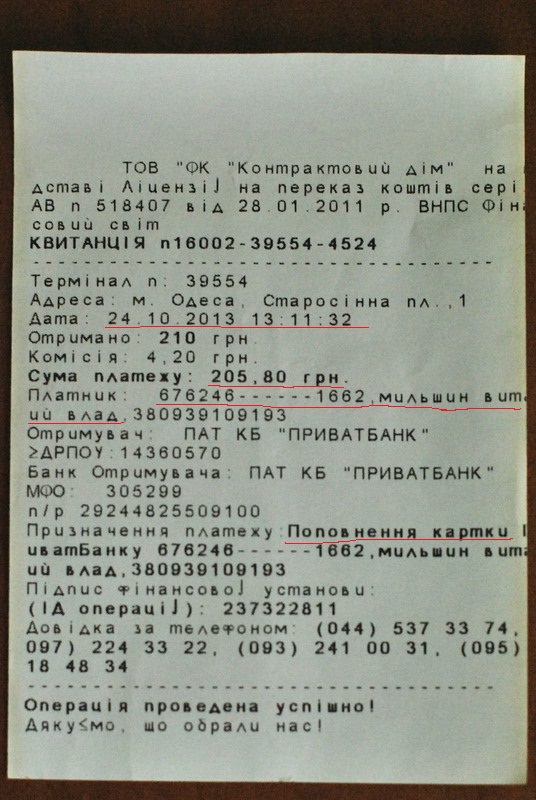 ТОВ "ФК "Контрактовий дім" на
дставі Ліцензії на переказ коштів сері
АВ п 518407 від 28.01.2011 р. ВНПС Фіна
совий світ
КВИТАНЦІЯ п16002-39554-4524
Термінал п: 39554
Адреса: м. Одеса, Старосінна пл.,1
Дата: 24.10.2013 13:11:32
Отримано: 210 грн.
Комісія: 4,20 грн.
Сума платежу: 205,80 грн.
Платник: 676246------1662,мильшин вита
ий влад,380939109193
Отримувач: ПАТ КБ "ПРИВАТБАНК"
≥ДРПОУ:14360570
Банк Отримувача: ПАТ КБ "ПРИВАТБАНК"
МФО: 305299
п/р 29244825509100
Призначення платежу:Поповнення картки
иватБанку 676246------1662,мильшин вита
ий влад,380939109193
Підпис фінансової установи:
(ІД операції): 237322811
Довідка за телефоном: (044) 537 33 74,
097) 224 33 22, (093) 241 00 31, (095)
18 48 34
Операція проведена успішно!
Дяку≤мо, що обрали нас!